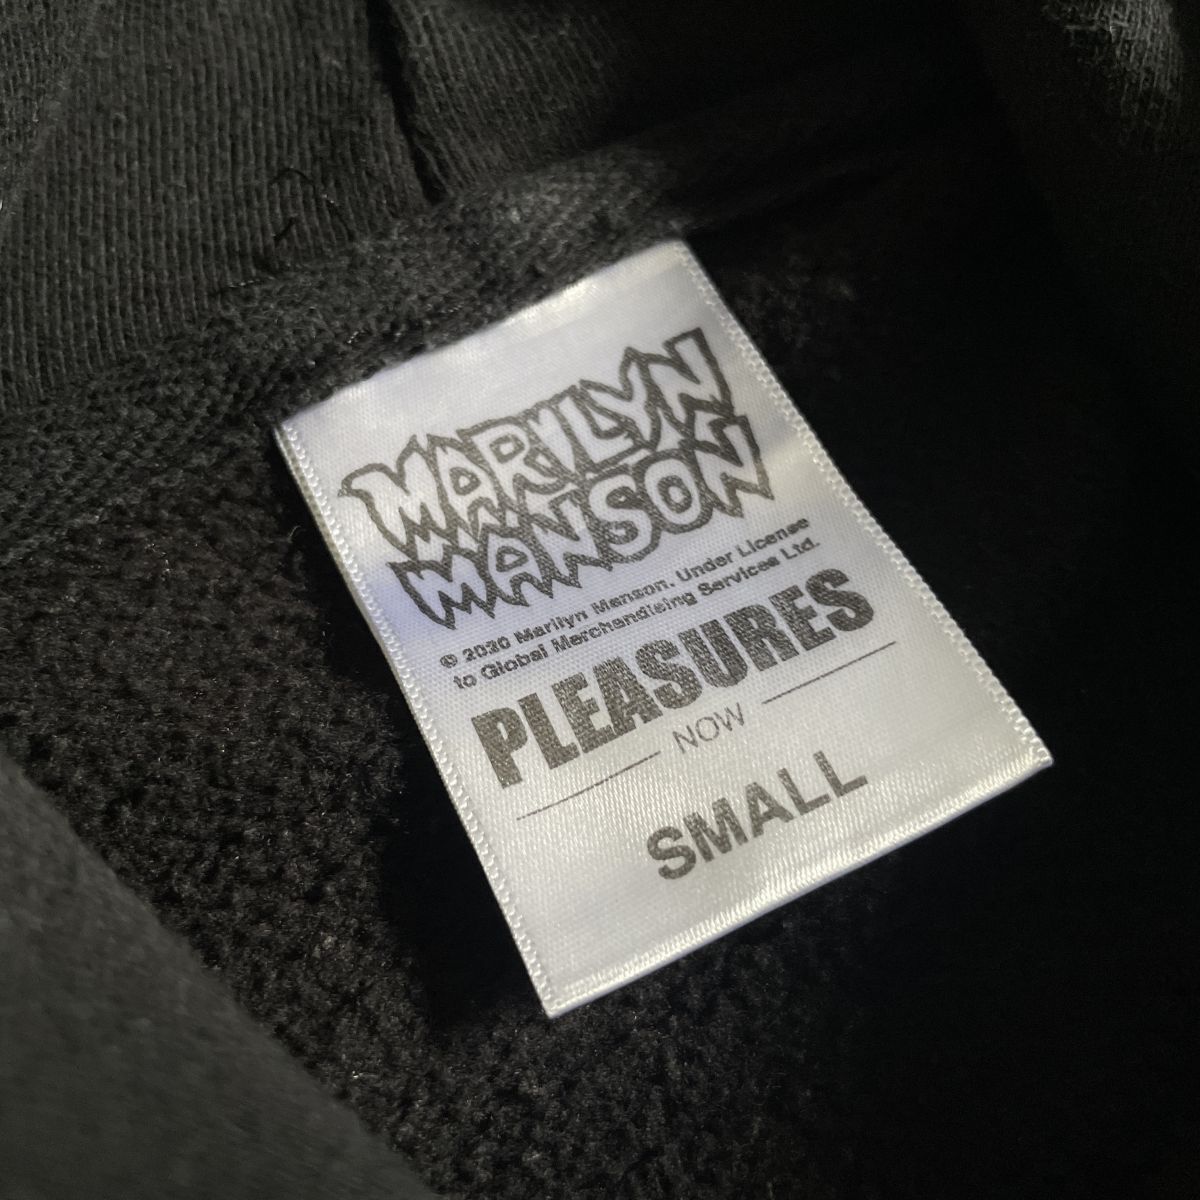 MARILYN
MANSON
© 2020 Marilyn Manson. Under License
to Global Merchandising Services Ltd.
PLEASURES
NOW
SMALL